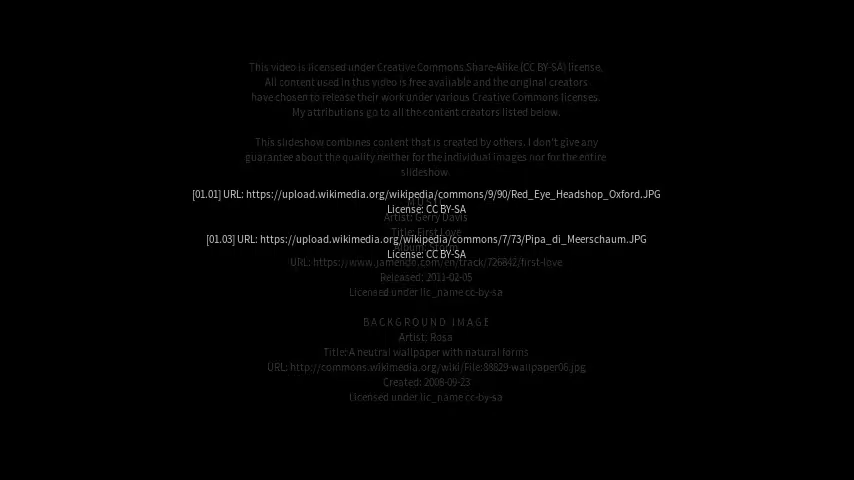 This video is licensed under Creative Commons Share-Alike (CC BY-SA) license.
All content used in this video is free available and the original creators
have chosen to release their work under various Creative Commons licenses.
My attributions go to all the content creators listed below.
This slideshow combines content that is created by others. I don't give any
guarantee about the quality neither for the individual images nor for the entire
slideshow.
[01.01] URL: https://upload.wikimedia.org/wikipedia/commons/9/90/Red_Eye_Headshop_Oxford.JPG
License: CC BY-SA
Artist: Gerry Davis
Title: First Love
[01.03] URL: https://upload.wikimedia.org/wikipedia/commons/7/73/Pipa_di_Meerschaum.JPG
License: CC BY-SA
URL: https://www.jamendo.com/en/track/726842/first-love
Released: 2011-02-05
Licensed under lic_name cc-by-sa
BACKGROUND IMAGE
Artist: Rosa
Title: A neutral wallpaper with natural forms
URL: http://commons.wikimedia.org/wiki/File:89829-wallpaper06.jpg
Created: 2008-09-23
Licensed under lic_name cc-by-sa